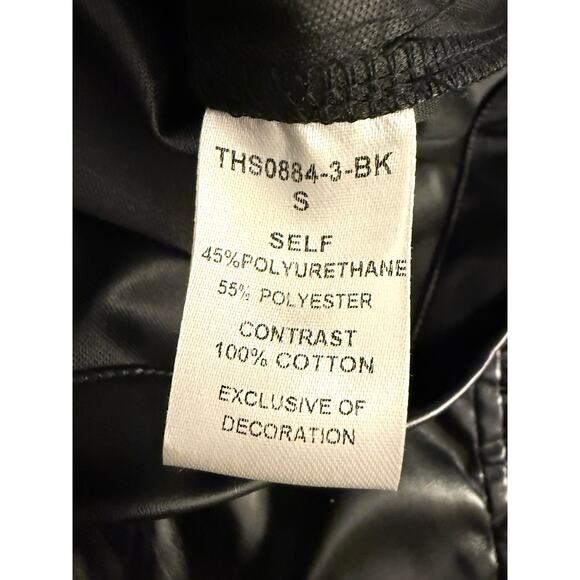 THS0884-3-BK
S
SELF
45%POLYURETHANE
55% POLYESTER
CONTRAST
100% COTTON
EXCLUSIVE OF
DECORATION